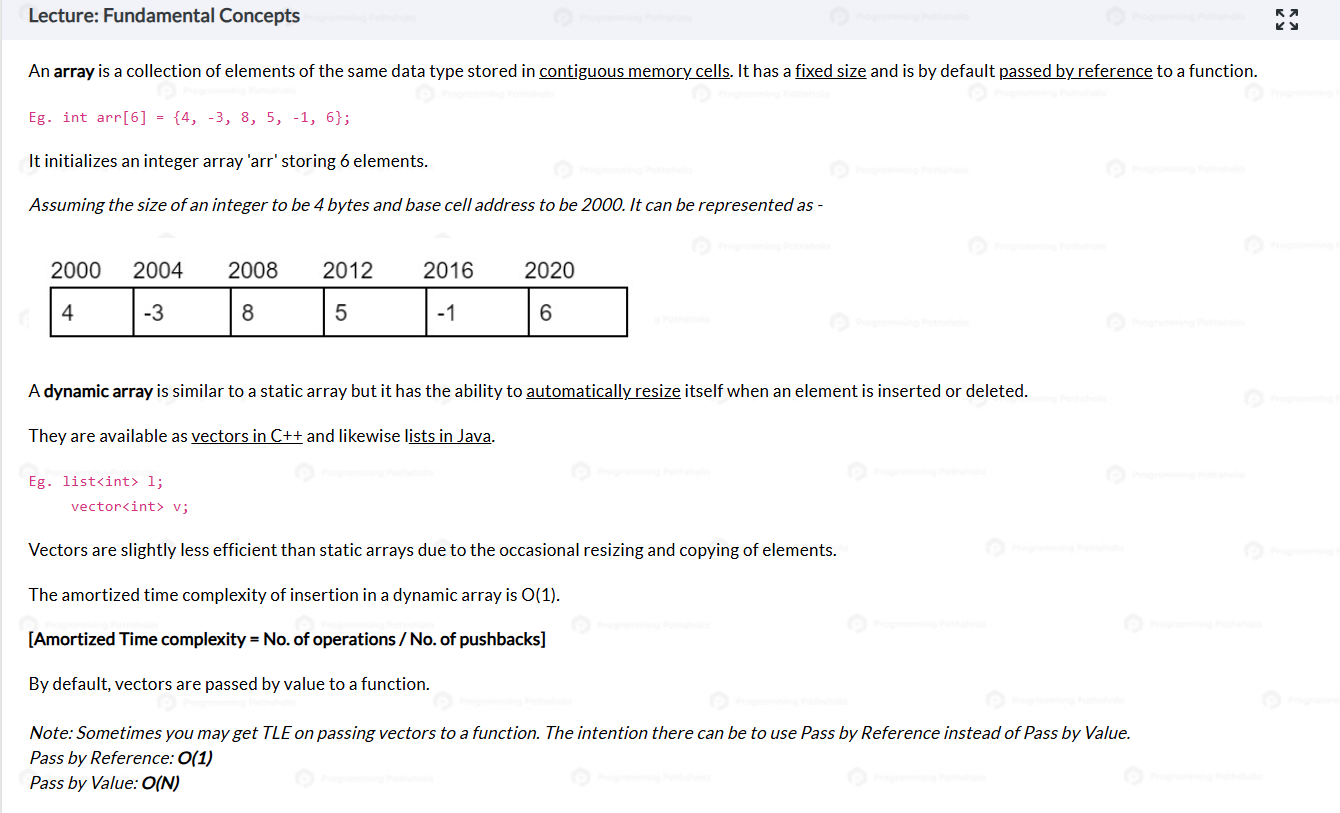 Lecture: Fundamental Concepts
An array is a collection of elements of the same data type stored in contiguous memory cells. It has a fixed size and is by default passed by reference to a function.
Eg. int arr[6] = {4, -3, 8, 5, -1, 6};
It initializes an integer array 'arr' storing 6 elements.
Assuming the size of an integer to be 4 bytes and base cell address to be 2000. It can be represented as -
2000 2004 2008 2012 2016 2020
4 -3 8 5 -1 6
A dynamic array is similar to a static array but it has the ability to automatically resize itself when an element is inserted or deleted.
They are available as vectors in C++ and likewise lists in Java.
Eg. list<int> l;
vector<int> v;
Vectors are slightly less efficient than static arrays due to the occasional resizing and copying of elements.
The amortized time complexity of insertion in a dynamic array is O(1).
[Amortized Time complexity = No. of operations / No. of pushbacks]
By default, vectors are passed by value to a function.
Note: Sometimes you may get TLE on passing vectors to a function. The intention there can be to use Pass by Reference instead of Pass by Value.
Pass by Reference: O(1)
Pass by Value: O(N)